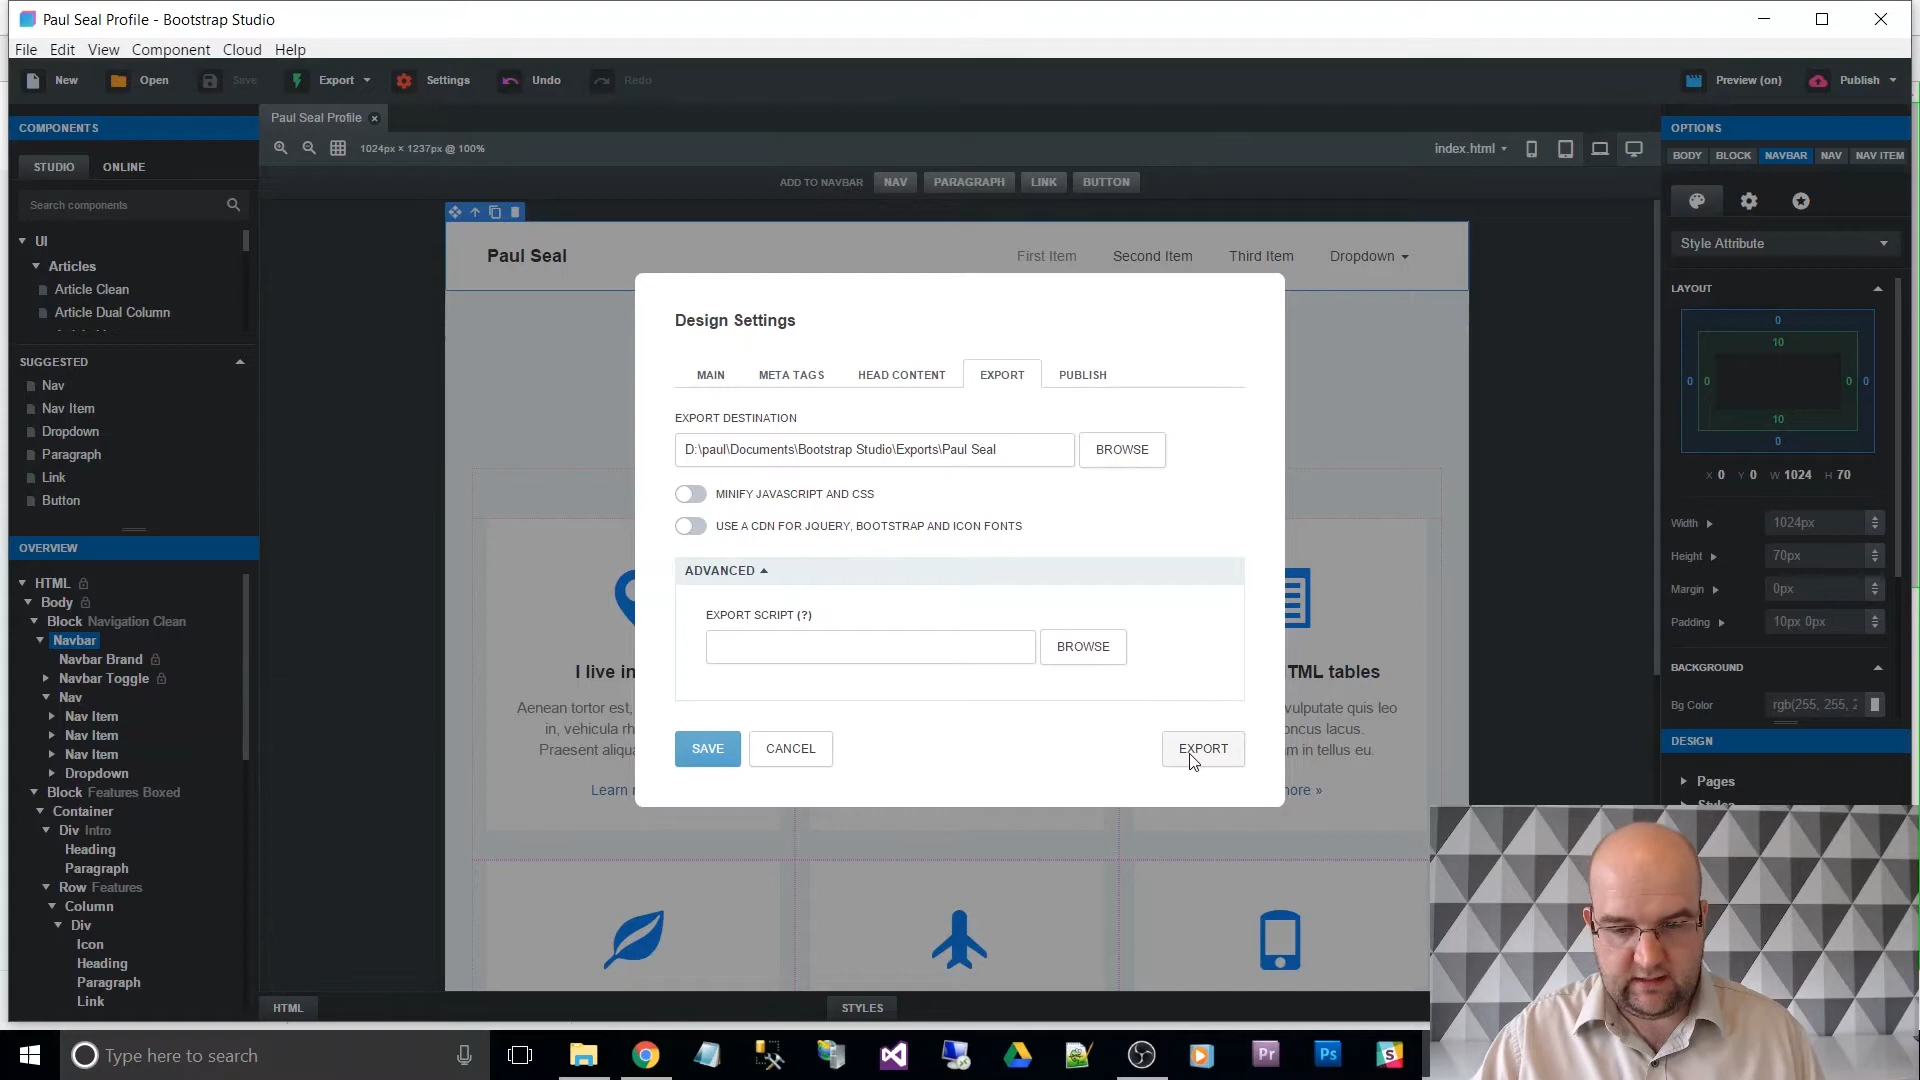 Paul Seal Profile - Bootstrap Studio
File Edit View Component Cloud Help
New Open Save Export Settings Undo Redo Preview (on) Publish
COMPONENTS
Paul Seal Profile
OPTIONS
STUDIO ONLINE
1024px × 1237px @ 100%
index.html
BODY BLOCK NAVBAR NAV NAV ITEM
ADD TO NAVBAR NAV PARAGRAPH LINK BUTTON
Search components
UI
Articles
Article Clean
Article Dual Column
SUGGESTED
Nav
Nav Item
Dropdown
Paragraph
Link
Button
OVERVIEW
HTML
Body
Block Navigation Clean
Navbar
Navbar Brand
Navbar Toggle
Nav
Nav Item
Nav Item
Nav Item
Dropdown
Block Features Boxed
Container
Div Intro
Heading
Paragraph
Row Features
Column
Div
Icon
Heading
Paragraph
Link
Paul Seal First Item Second Item Third Item Dropdown
Design Settings
MAIN META TAGS HEAD CONTENT EXPORT PUBLISH
EXPORT DESTINATION
D:\paul\Documents\Bootstrap Studio\Exports\Paul Seal BROWSE
MINIFY JAVASCRIPT AND CSS
USE A CDN FOR JQUERY, BOOTSTRAP AND ICON FONTS
ADVANCED
EXPORT SCRIPT (?)
BROWSE
SAVE CANCEL EXPORT
I live in
Aenean tortor est,
in, vehicula rh
Praesent aliqua
Learn
TML tables
vulputate quis leo
oncus lacus.
m in tellus eu.
ore »
Style Attribute
LAYOUT
0
10
0 0 0 0
10
0
X 0 Y 0 W 1024 H 70
Width 1024px
Height 70px
Margin 0px
Padding 10px 0px
BACKGROUND
Bg Color rgb(255, 255, 2
DESIGN
Pages
Styles
HTML STYLES
Type here to search
Pr Ps